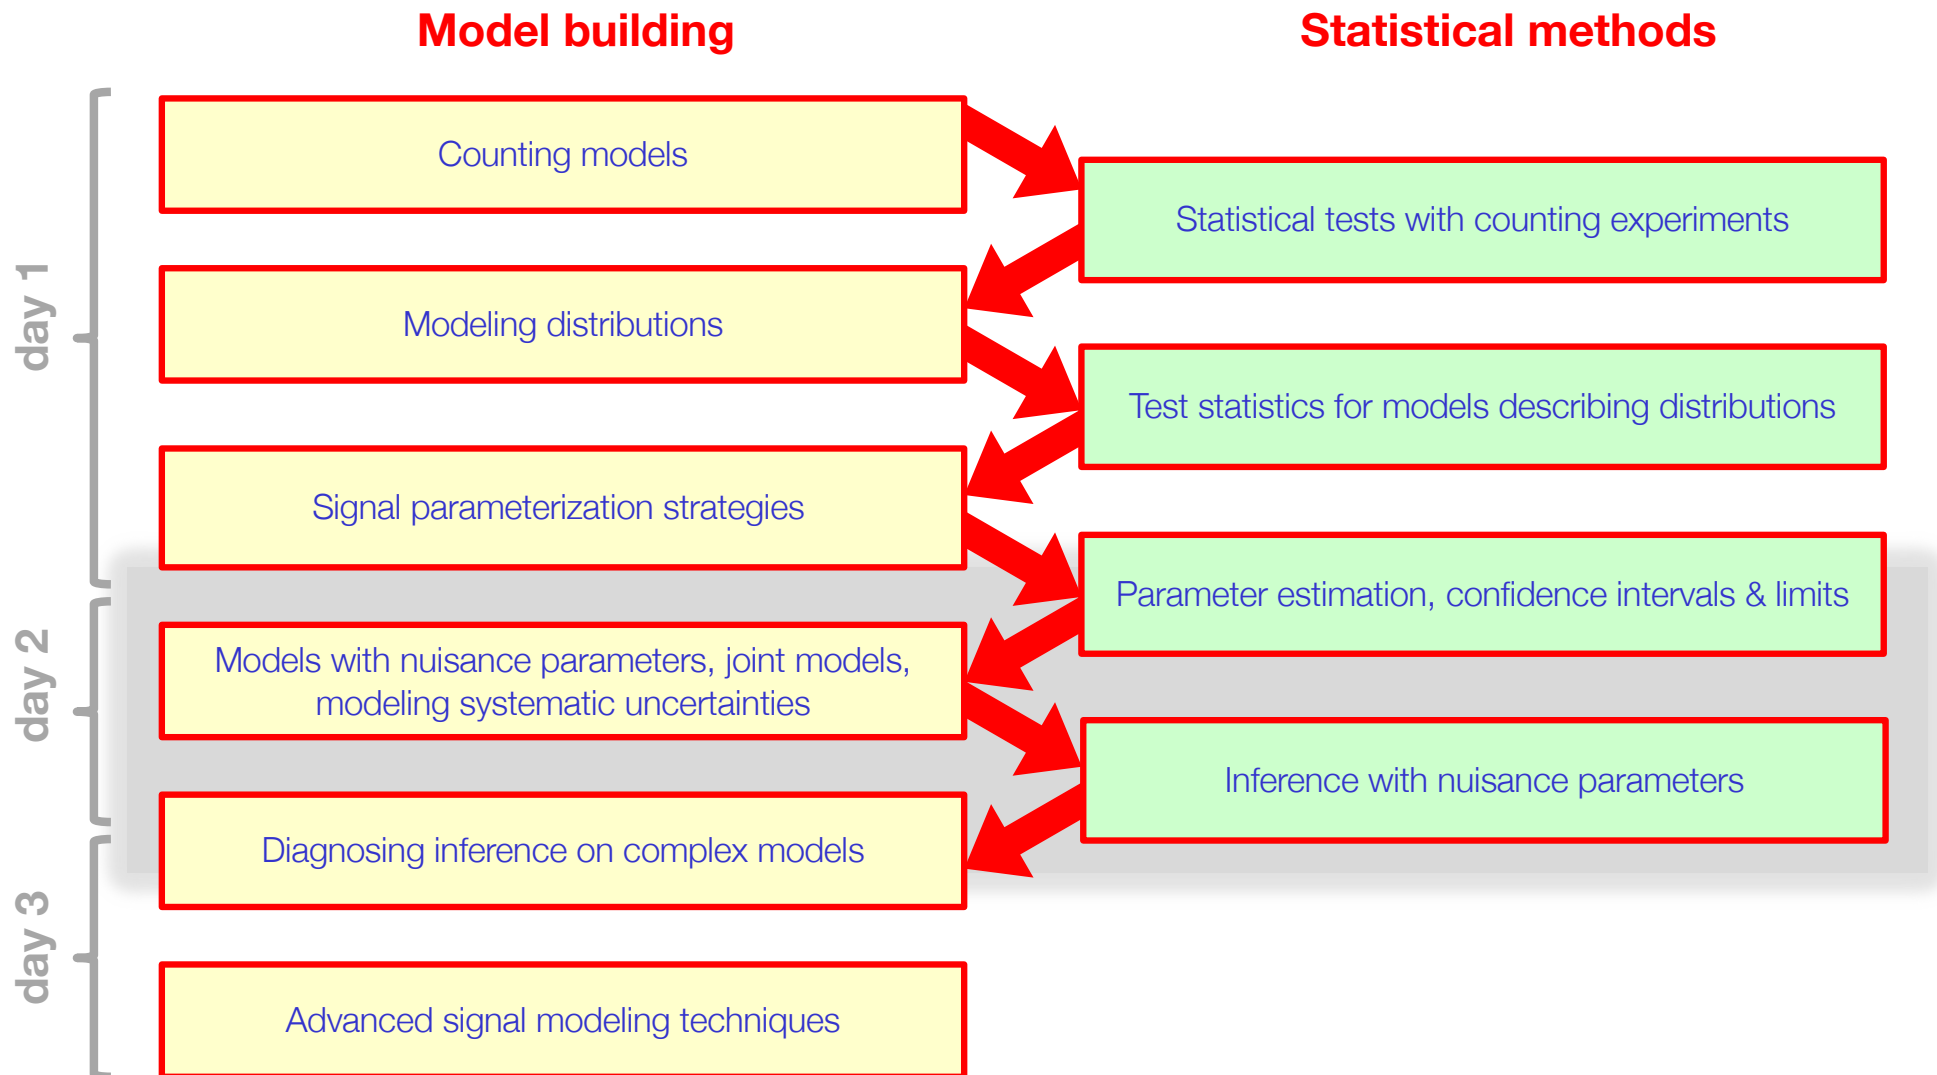 Model building
Statistical methods
day 1
Counting models
Statistical tests with counting experiments
Modeling distributions
Test statistics for models describing distributions
Signal parameterization strategies
Parameter estimation, confidence intervals & limits
day 2
Models with nuisance parameters, joint models,
modeling systematic uncertainties
Inference with nuisance parameters
Diagnosing inference on complex models
day 3
Advanced signal modeling techniques